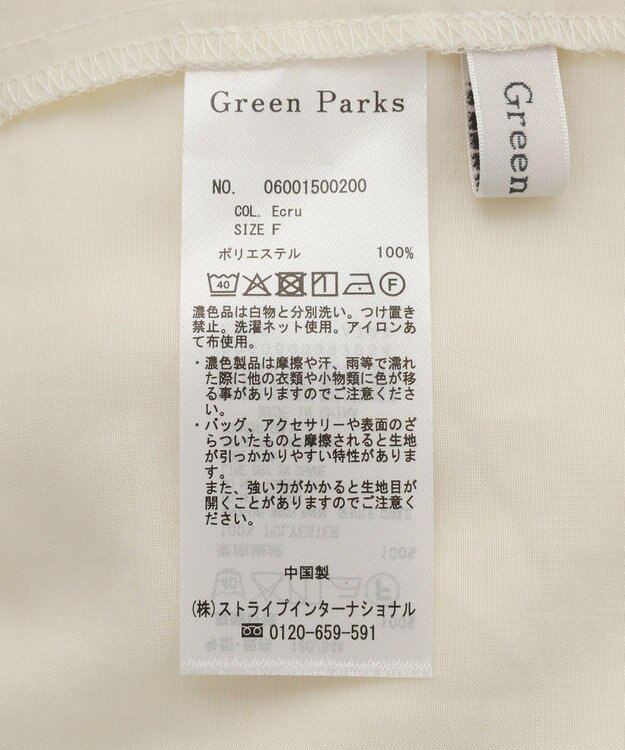 Green Parks
Green
NO. 06001500200
COL. Ecru
SIZE F
ポリエステル 100%
40 F
濃色品は白物と分別洗い。つけ置き
禁止。洗濯ネット使用。アイロンあ
て布使用。
・濃色製品は摩擦や汗、雨等で濡れ
た際に他の衣類や小物類に色が移
る事がありますのでご注意くださ
い。
・バッグ、アクセサリーや表面のざ
らついたものと摩擦されると生地
が引っかかりやすい特性がありま
す。
また、強い力がかかると生地目が
開くことがありますのでご注意く
ださい。
中国製
(株)ストライプインターナショナル
0120-659-591